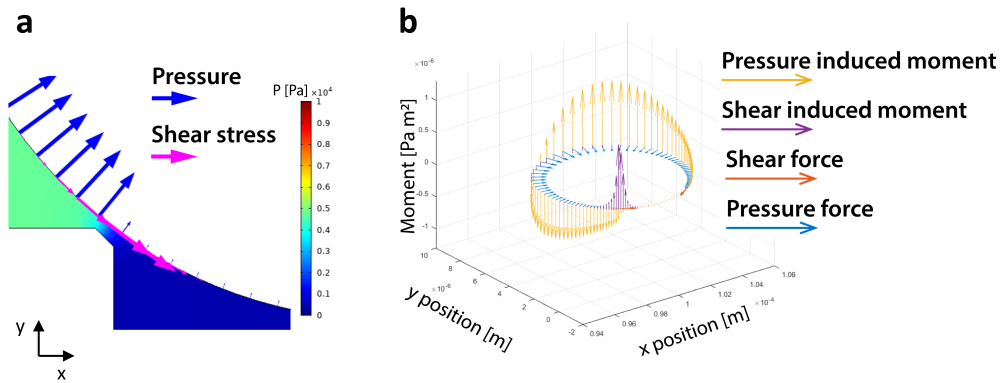 a
Pressure
Shear stress
P [Pa] ×10⁴
1
0.9
0.8
0.7
0.6
0.5
0.4
0.3
0.2
0.1
0
y
x
b
×10⁻⁶
1
0.5
0
-0.5
-1
Moment [Pa m²]
10
8
6
4
2
0
-2
×10⁻⁶
y position [m]
0.94
0.96
0.98
1
1.02
1.04
1.06
×10⁻⁴
x position [m]
Pressure induced moment
Shear induced moment
Shear force
Pressure force